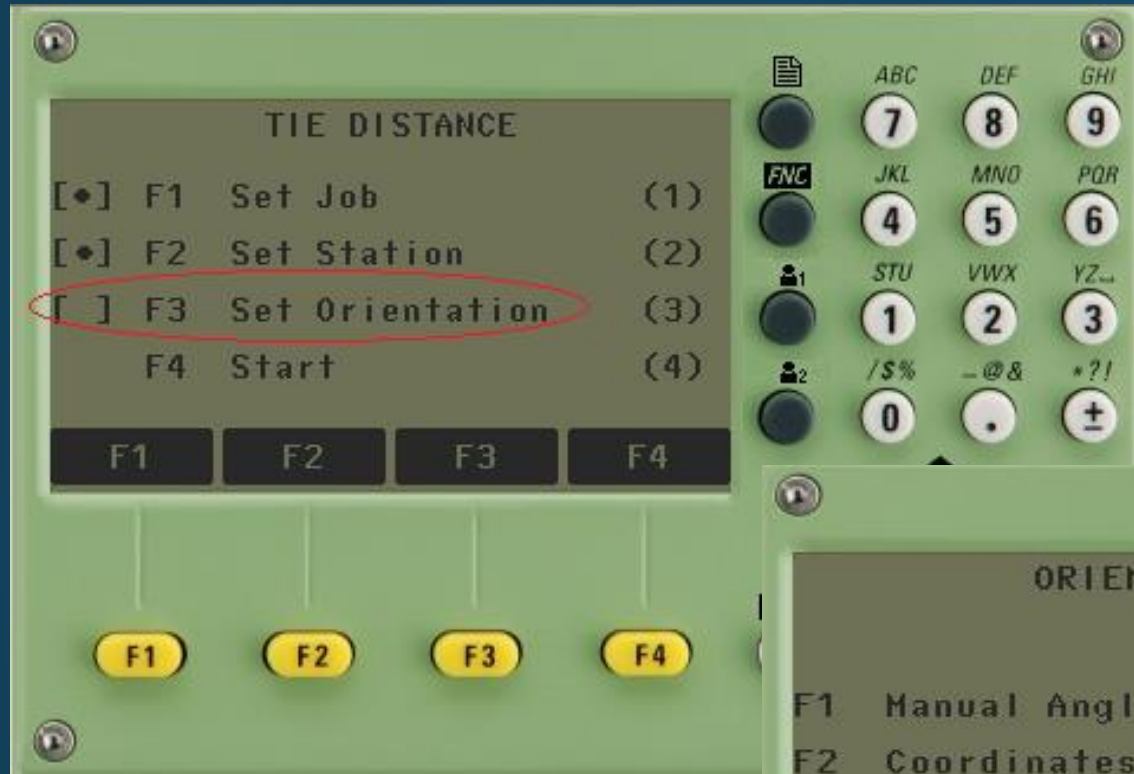 TIE DISTANCE
[•] F1 Set Job (1)
[•] F2 Set Station (2)
[ ] F3 Set Orientation (3)
F4 Start (4)
F1 F2 F3 F4
F1 F2 F3 F4
ABC DEF GHI
7 8 9
FNC JKL MNO PQR
4 5 6
1 STU VWX YZ
1 2 3
2 /$% _@& *?!
0 . ±
F1 Manual
F2 Coordinates